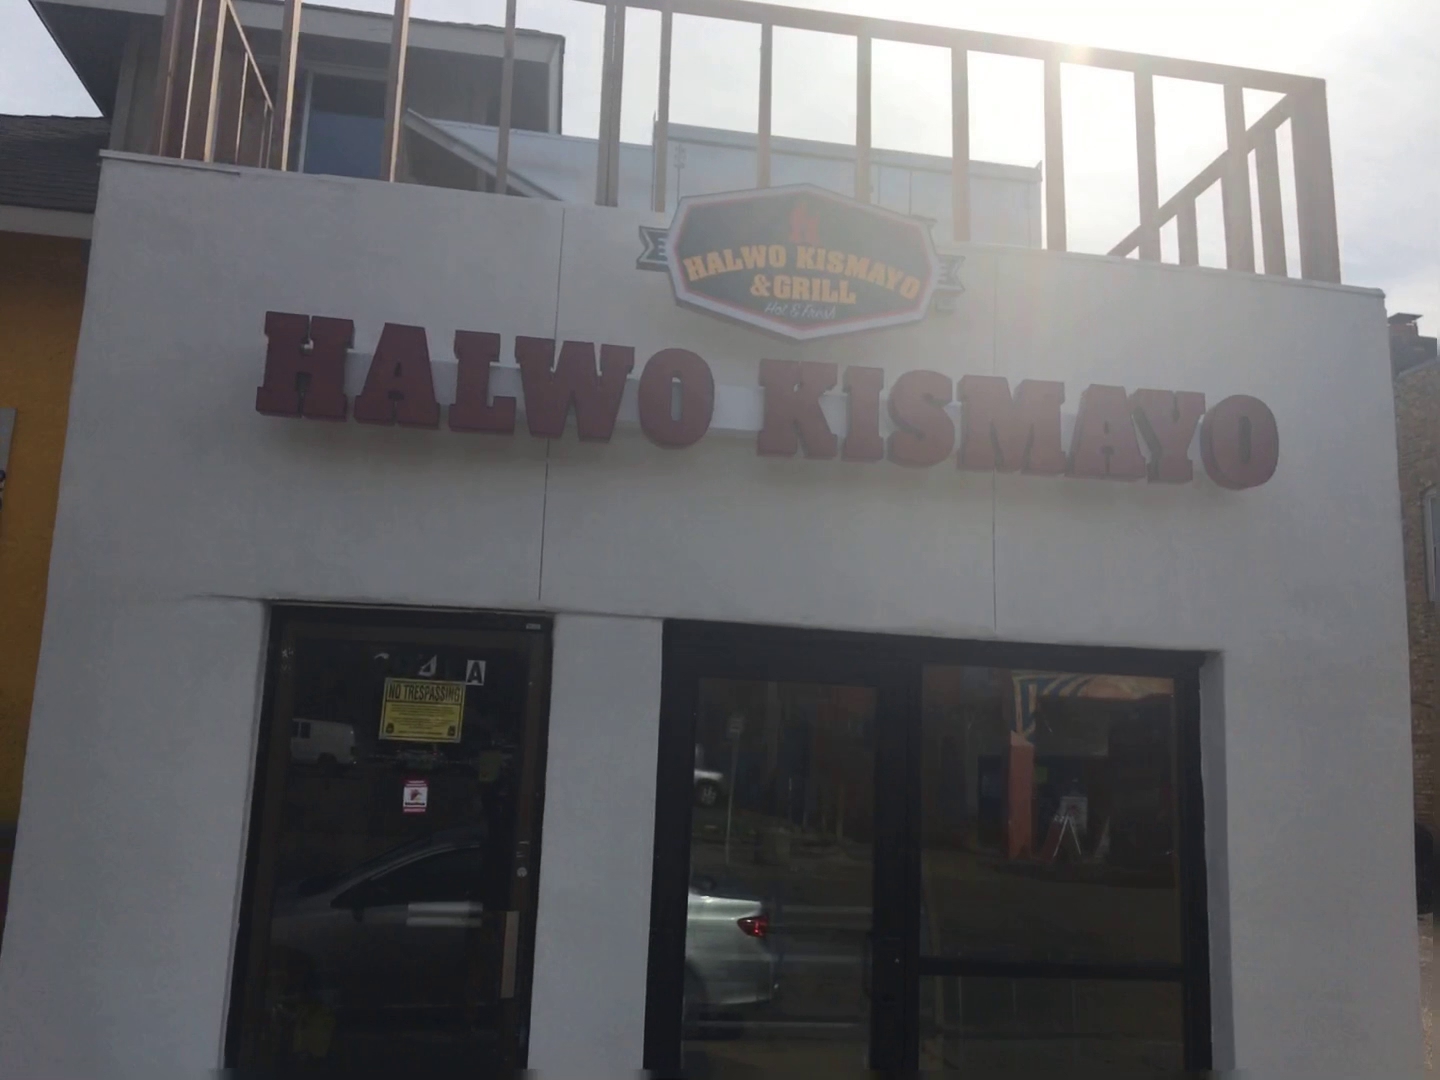 HALWO KISMAYO
& GRILL
Hot & Fresh
HALWO KISMAYO
A
NO TRESPASSING